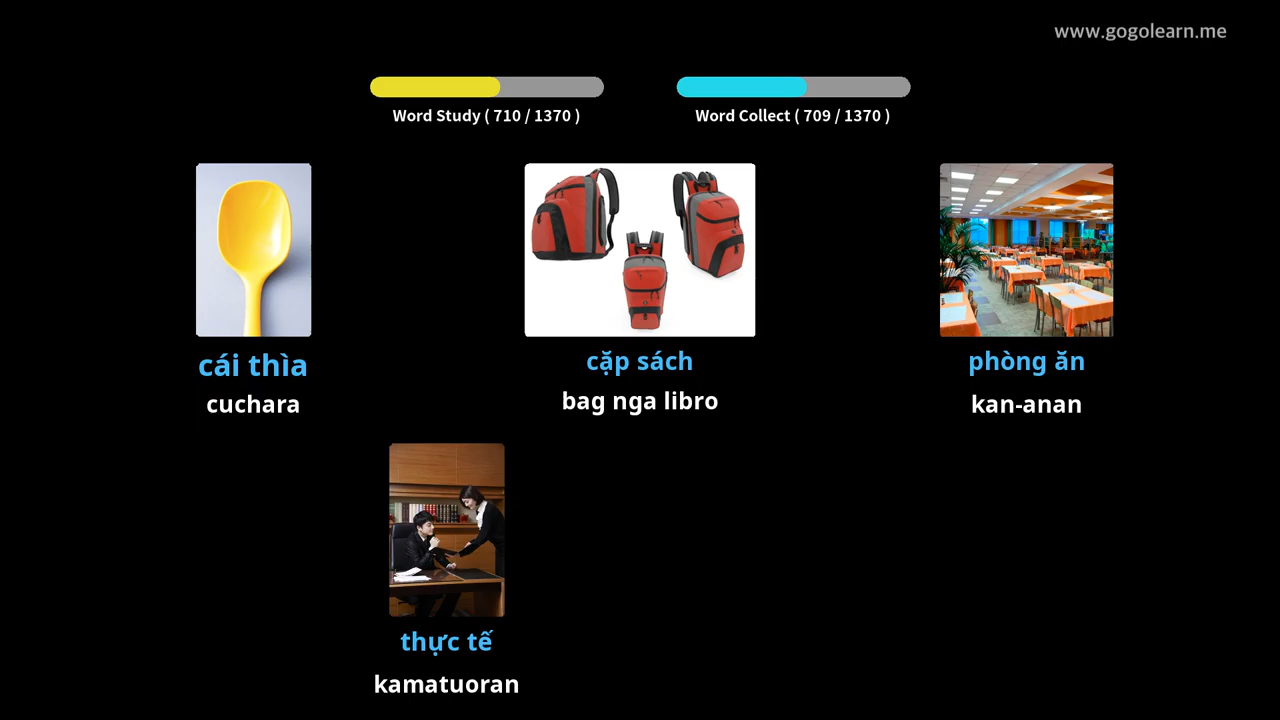 www.gogolearn.me
Word Study ( 710 / 1370 )
Word Collect ( 709 / 1370 )
cái thìa
cuchara
cặp sách
bag nga libro
phòng ăn
kan-anan
thực tế
kamatuoran